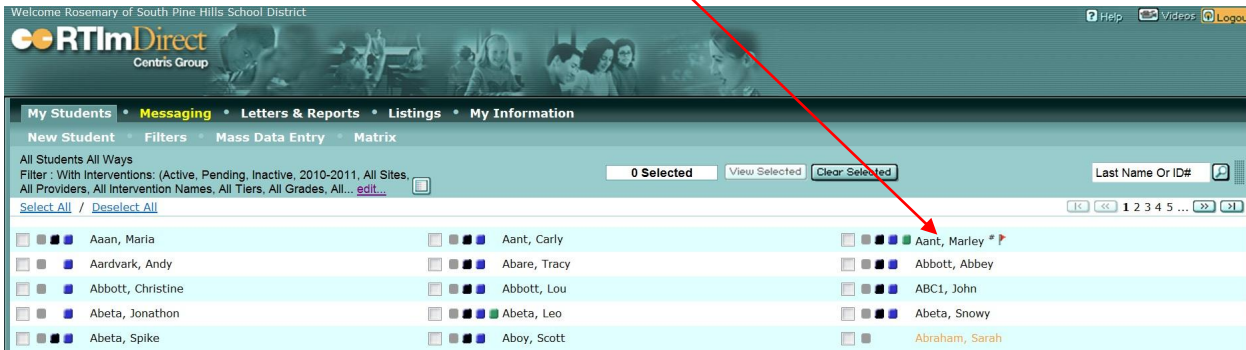 Welcome Rosemary of South Pine Hills School District
? Help Videos Logou
RTImDirect
Centris Group
My Students • Messaging • Letters & Reports • Listings • My Information
New Student • Filters • Mass Data Entry • Matrix
All Students All Ways
Filter : With Interventions: (Active, Pending, Inactive, 2010-2011, All Sites,
All Providers, All Intervention Names, All Tiers, All Grades, All... edit...
0 Selected View Selected Clear Selected
Last Name Or ID#
Select All / Deselect All
1 2 3 4 5 ...
Aaan, Maria
Aant, Carly
Aant, Marley #
Aardvark, Andy
Abare, Tracy
Abbott, Abbey
Abbott, Christine
Abbott, Lou
ABC1, John
Abeta, Jonathon
Abeta, Leo
Abeta, Snowy
Abeta, Spike
Aboy, Scott
Abraham, Sarah